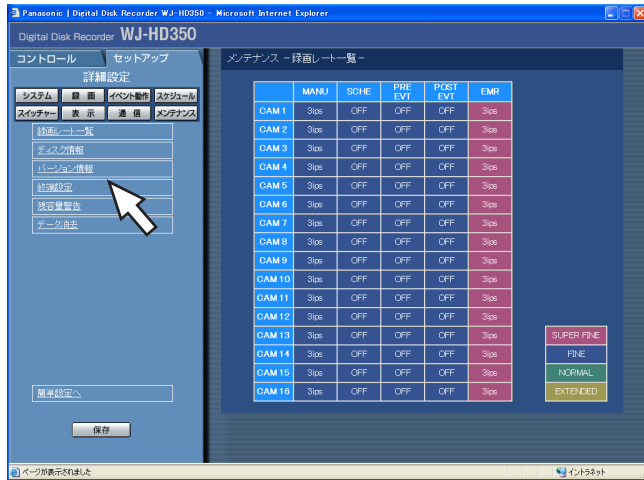 Panasonic | Digital Disk Recorder WJ-HD350 - Microsoft Internet Explorer
Digital Disk Recorder WJ-HD350
コントロール セットアップ
詳細設定
システム 録 画 イベント動作 スケジュール
スイッチャー 表 示 通 信 メンテナンス
録画レート一覧
ディスク情報
バージョン情報
終端設定
残容量警告
データ消去
簡単設定へ
保存
メンテナンス －録画レート一覧－
MANU SCHE PRE EVT POST EVT EMR
CAM 1 3ips OFF OFF OFF 3ips
CAM 2 3ips OFF OFF OFF 3ips
CAM 3 3ips OFF OFF OFF 3ips
CAM 4 3ips OFF OFF OFF 3ips
CAM 5 3ips OFF OFF OFF 3ips
CAM 6 3ips OFF OFF OFF 3ips
CAM 7 3ips OFF OFF OFF 3ips
CAM 8 3ips OFF OFF OFF 3ips
CAM 9 3ips OFF OFF OFF 3ips
CAM 10 3ips OFF OFF OFF 3ips
CAM 11 3ips OFF OFF OFF 3ips
CAM 12 3ips OFF OFF OFF 3ips
CAM 13 3ips OFF OFF OFF 3ips
CAM 14 3ips OFF OFF OFF 3ips
CAM 15 3ips OFF OFF OFF 3ips
CAM 16 3ips OFF OFF OFF 3ips
SUPER FINE
FINE
NORMAL
EXTENDED
ページが表示されました
イントラネット